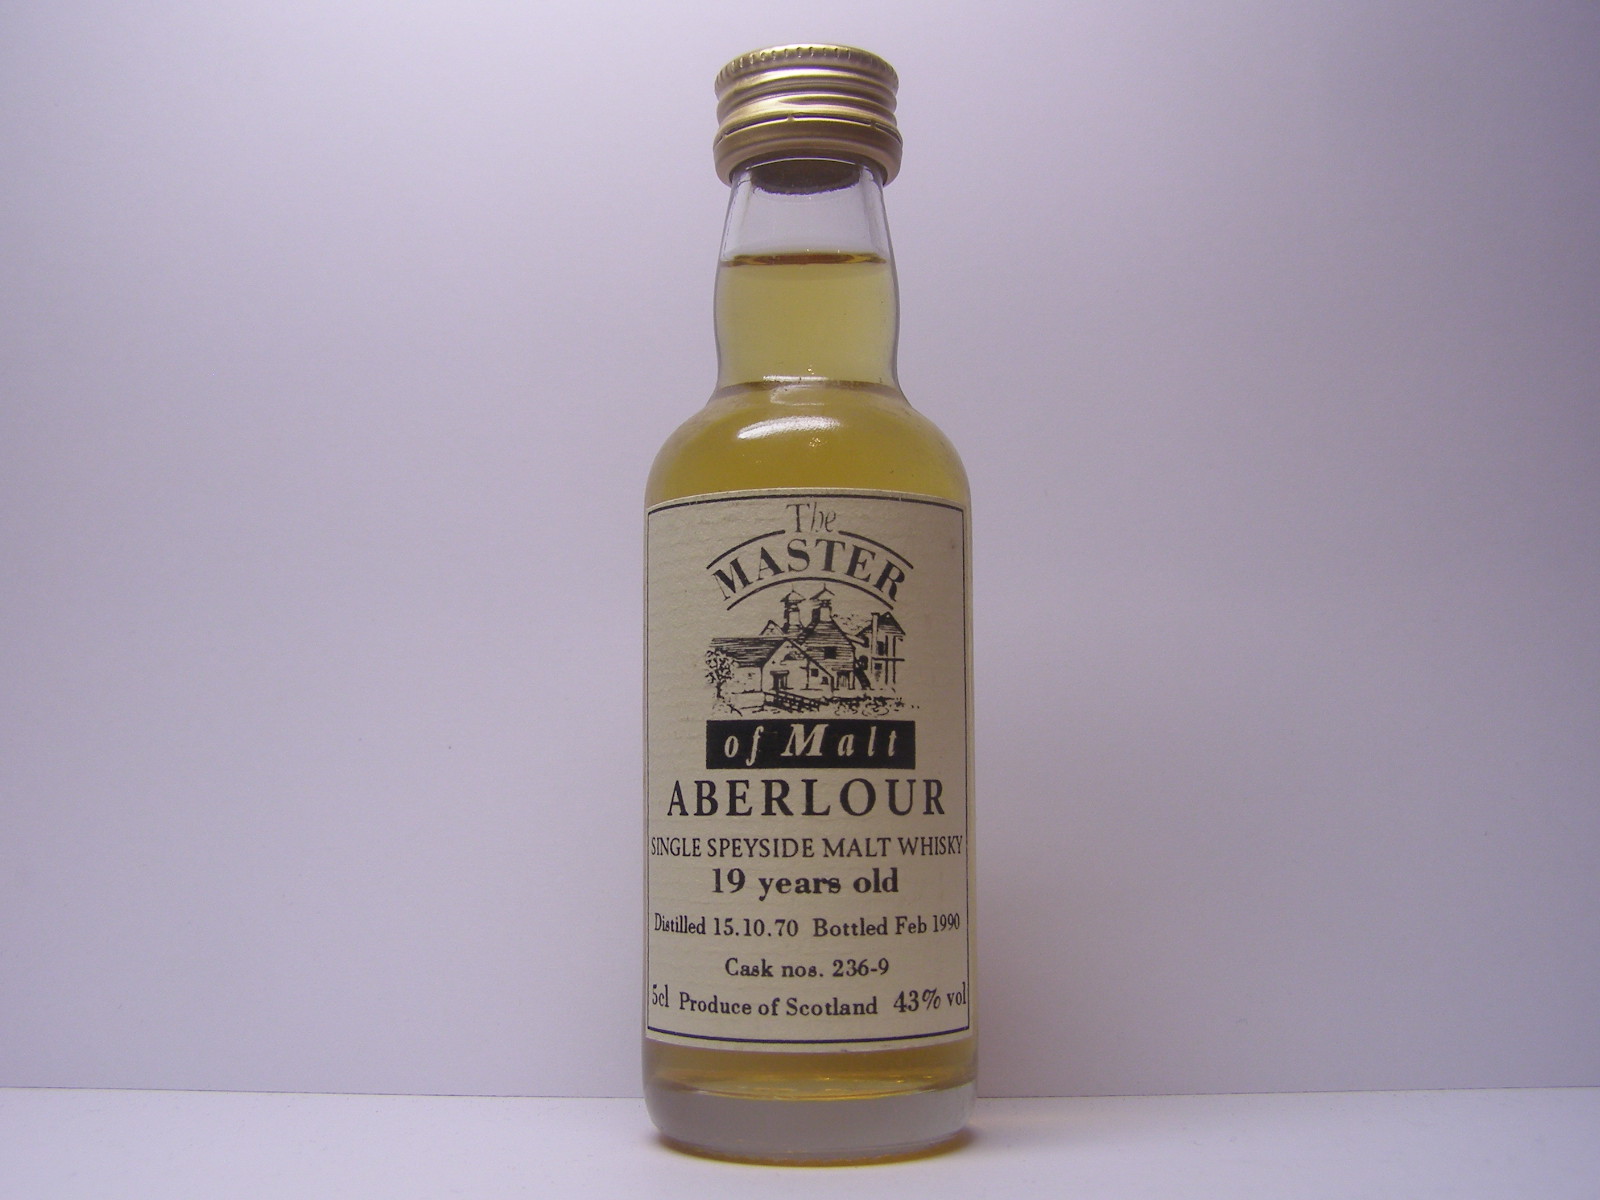 The
MASTER
of Malt
ABERLOUR
SINGLE SPEYSIDE MALT WHISKY
19 years old
Distilled 15.10.70 Bottled Feb 1990
Cask nos. 236-9
5cl Produce of Scotland 43% vol